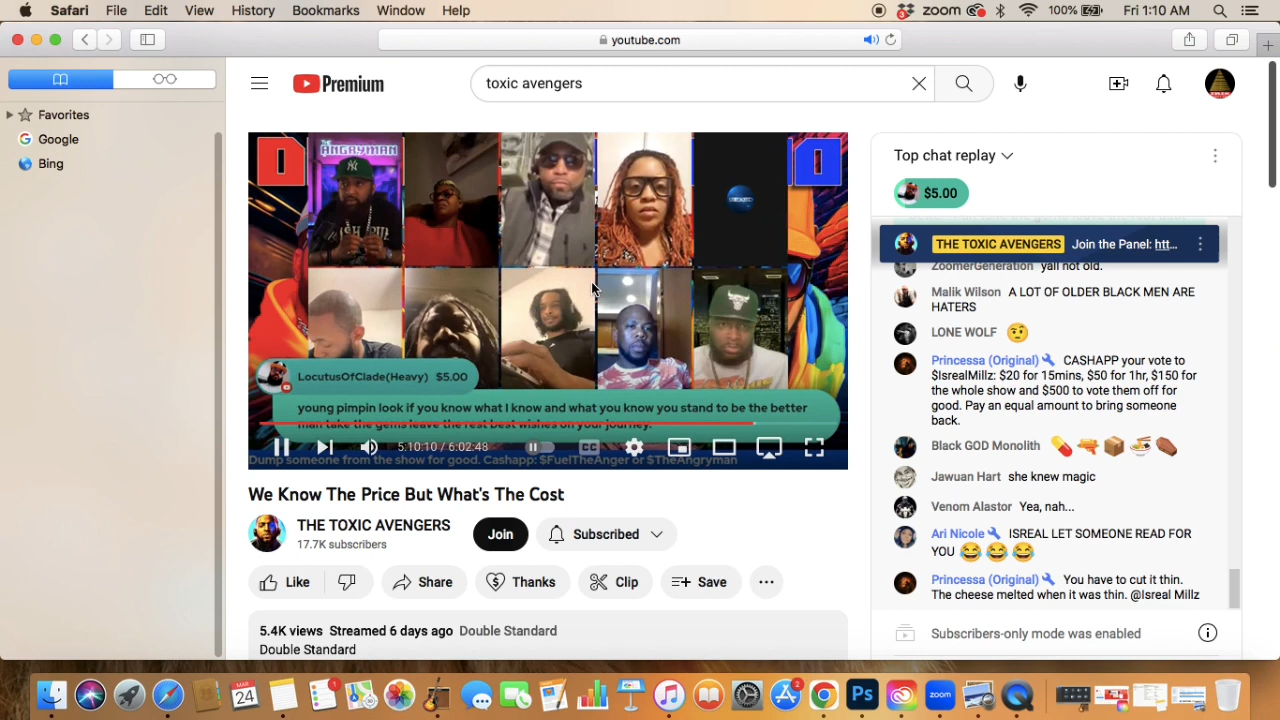 Safari File Edit View History Bookmarks Window Help
zoom 100% Fri 1:10 AM
youtube.com
Favorites
Google
Bing
Premium
toxic avengers
ANGRYMAN
LocutusOfClade(Heavy) $5.00
young pimpin look if you know what I know and what you know you stand to be the better
man take the gems leave the rest best wishes on your journey.
5:10:10 / 6:02:48
CC
Dump someone from the show for good. Cashapp: $FuelTheAnger or $TheAngryman
We Know The Price But What's The Cost
THE TOXIC AVENGERS
17.7K subscribers
Join
Subscribed
Like
Share
Thanks
Clip
Save
5.4K views Streamed 6 days ago Double Standard
Double Standard
Top chat replay
$5.00
THE TOXIC AVENGERS Join the Panel: htt...
ZoomerGeneration yall not old.
Malik Wilson A LOT OF OLDER BLACK MEN ARE
HATERS
LONE WOLF 🤨
Princessa (Original) CASHAPP your vote to
$IsrealMillz: $20 for 15mins, $50 for 1hr, $150 for
the whole show and $500 to vote them off for
good. Pay an equal amount to bring someone
back.
Black GOD Monolith 💊🔫📦🍜⚰️
Jawuan Hart she knew magic
Venom Alastor Yea, nah...
Ari Nicole ISREAL LET SOMEONE READ FOR
YOU 😂😂😂
Princessa (Original) You have to cut it thin.
The cheese melted when it was thin. @Isreal Millz
Subscribers-only mode was enabled
MAR
24
1
2
Ps
zoom